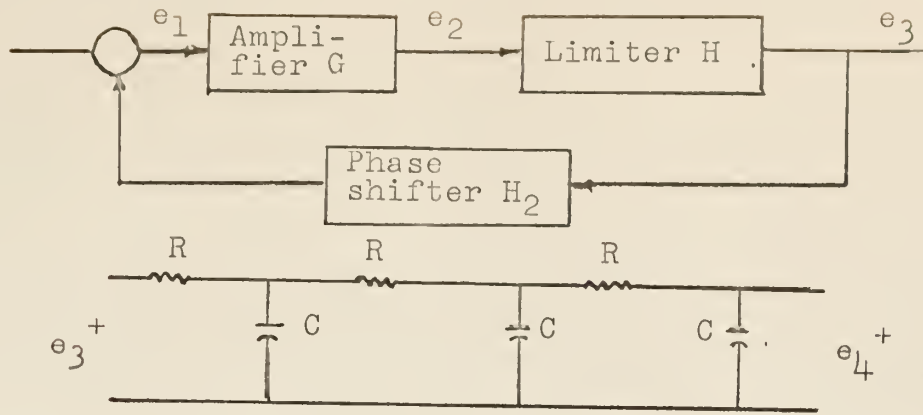 e1 Ampli-
fier G e2 Limiter H e3
Phase
shifter H2
R R R
C C C
e3+ e4+